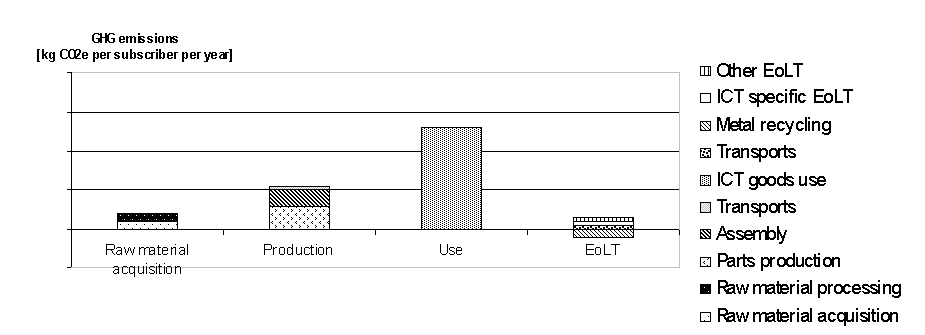 GHG emissions
[kg CO2e per subscriber per year]
Raw material
acquisition
Production
Use
EoLT
Other EoLT
ICT specific EoLT
Metal recycling
Transports
ICT goods use
Transports
Assembly
Parts production
Raw material processing
Raw material acquisition